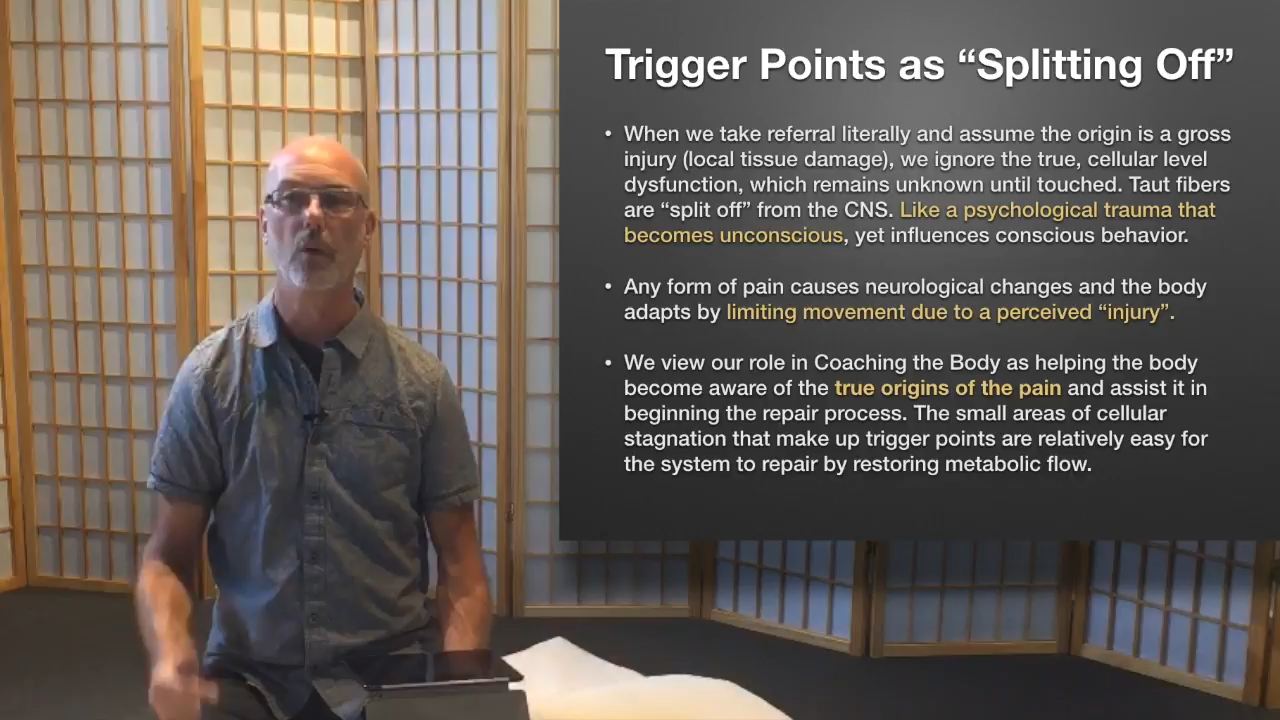 Trigger Points as “Splitting Off”
• When we take referral literally and assume the origin is a gross
injury (local tissue damage), we ignore the true, cellular level
dysfunction, which remains unknown until touched. Taut fibers
are “split off” from the CNS. Like a psychological trauma that
becomes unconscious, yet influences conscious behavior.
• Any form of pain causes neurological changes and the body
adapts by limiting movement due to a perceived “injury”.
• We view our role in Coaching the Body as helping the body
become aware of the true origins of the pain and assist it in
beginning the repair process. The small areas of cellular
stagnation that make up trigger points are relatively easy for
the system to repair by restoring metabolic flow.